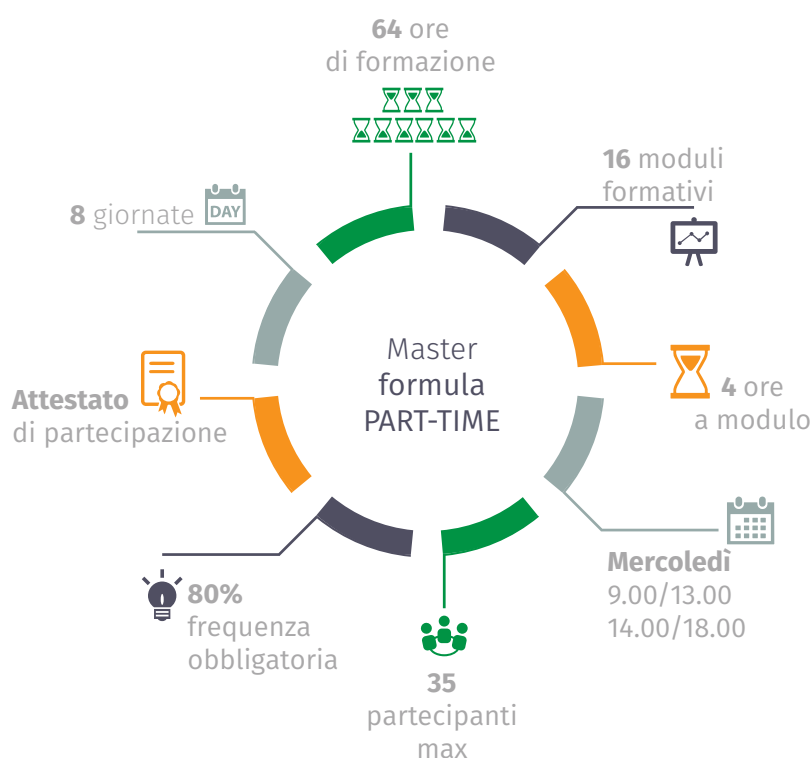 64 ore
di formazione
16 moduli
formativi
8 giornate
DAY
Master
formula
PART-TIME
4 ore
a modulo
Attestato
di partecipazione
Mercoledì
9.00/13.00
14.00/18.00
80%
frequenza
obbligatoria
35
partecipanti
max